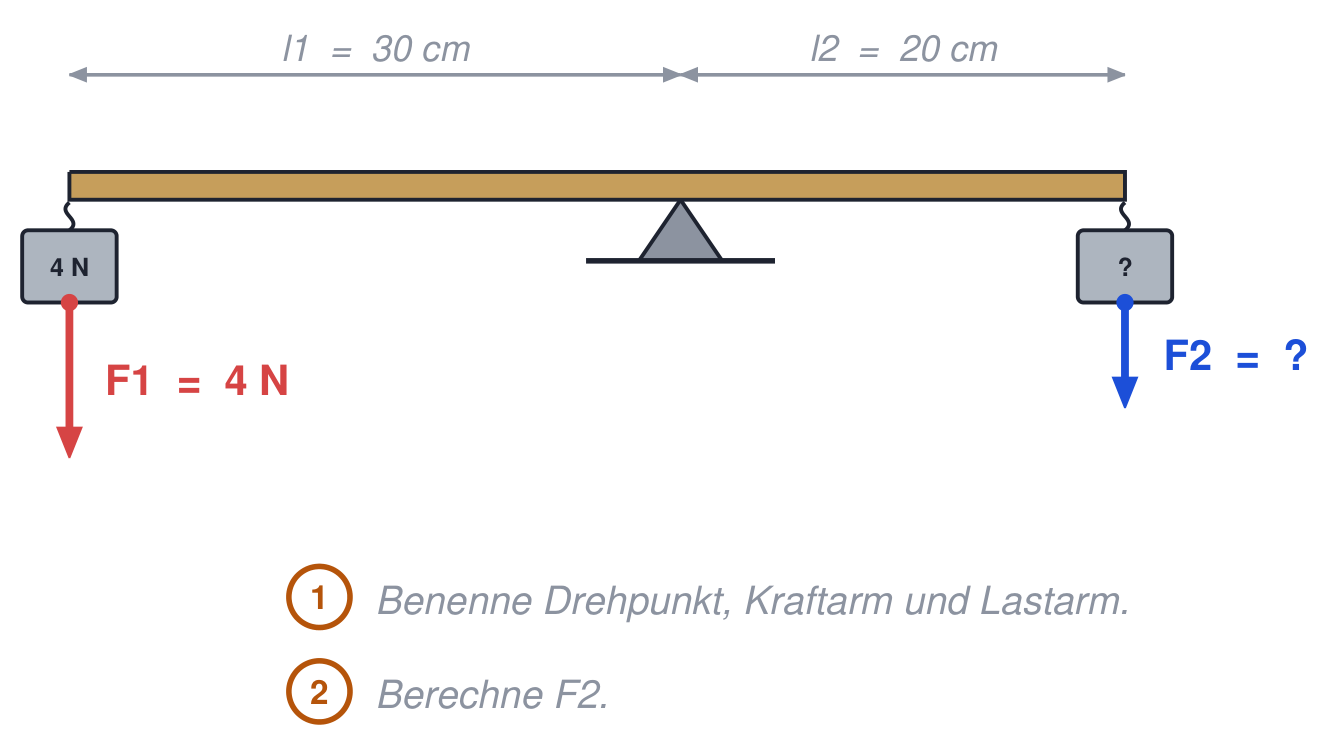 l1 = 30 cm
l2 = 20 cm
4 N
?
F1 = 4 N
F2 = ?
1 Benenne Drehpunkt, Kraftarm und Lastarm.
2 Berechne F2.